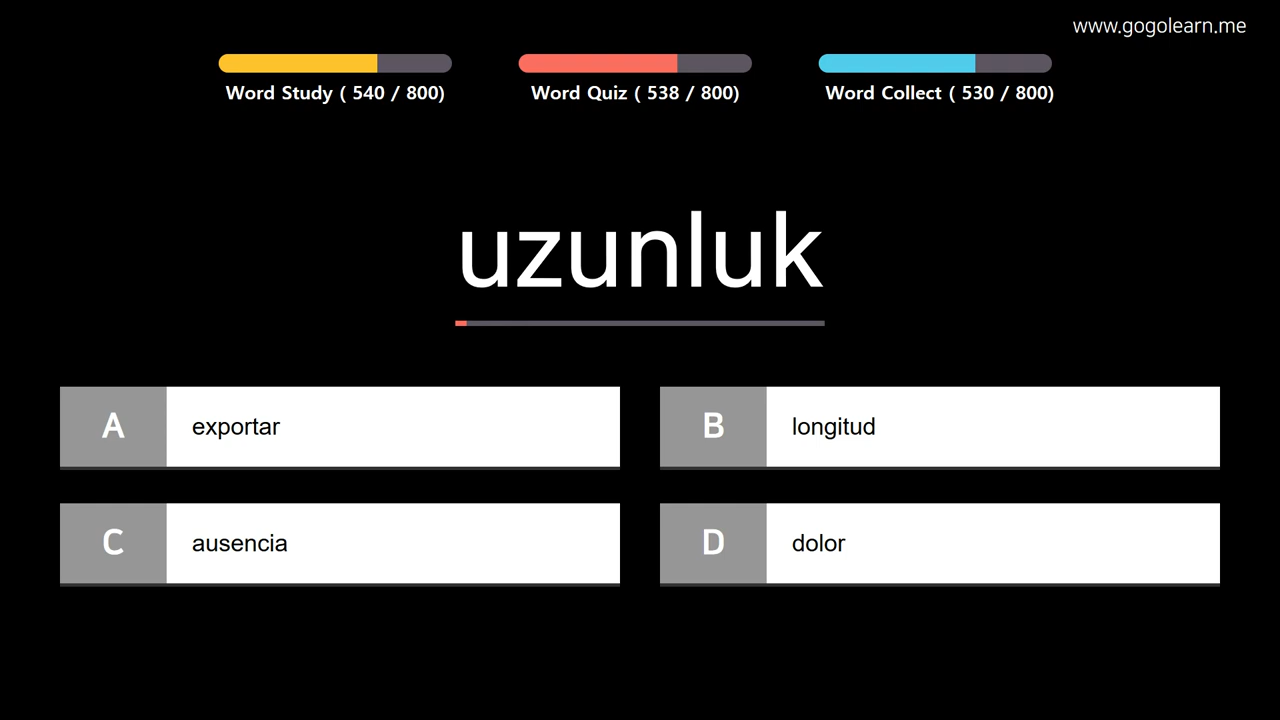 www.gogolearn.me
Word Study ( 540 / 800)
Word Quiz ( 538 / 800)
Word Collect ( 530 / 800)
uzunluk
A exportar
B longitud
C ausencia
D dolor